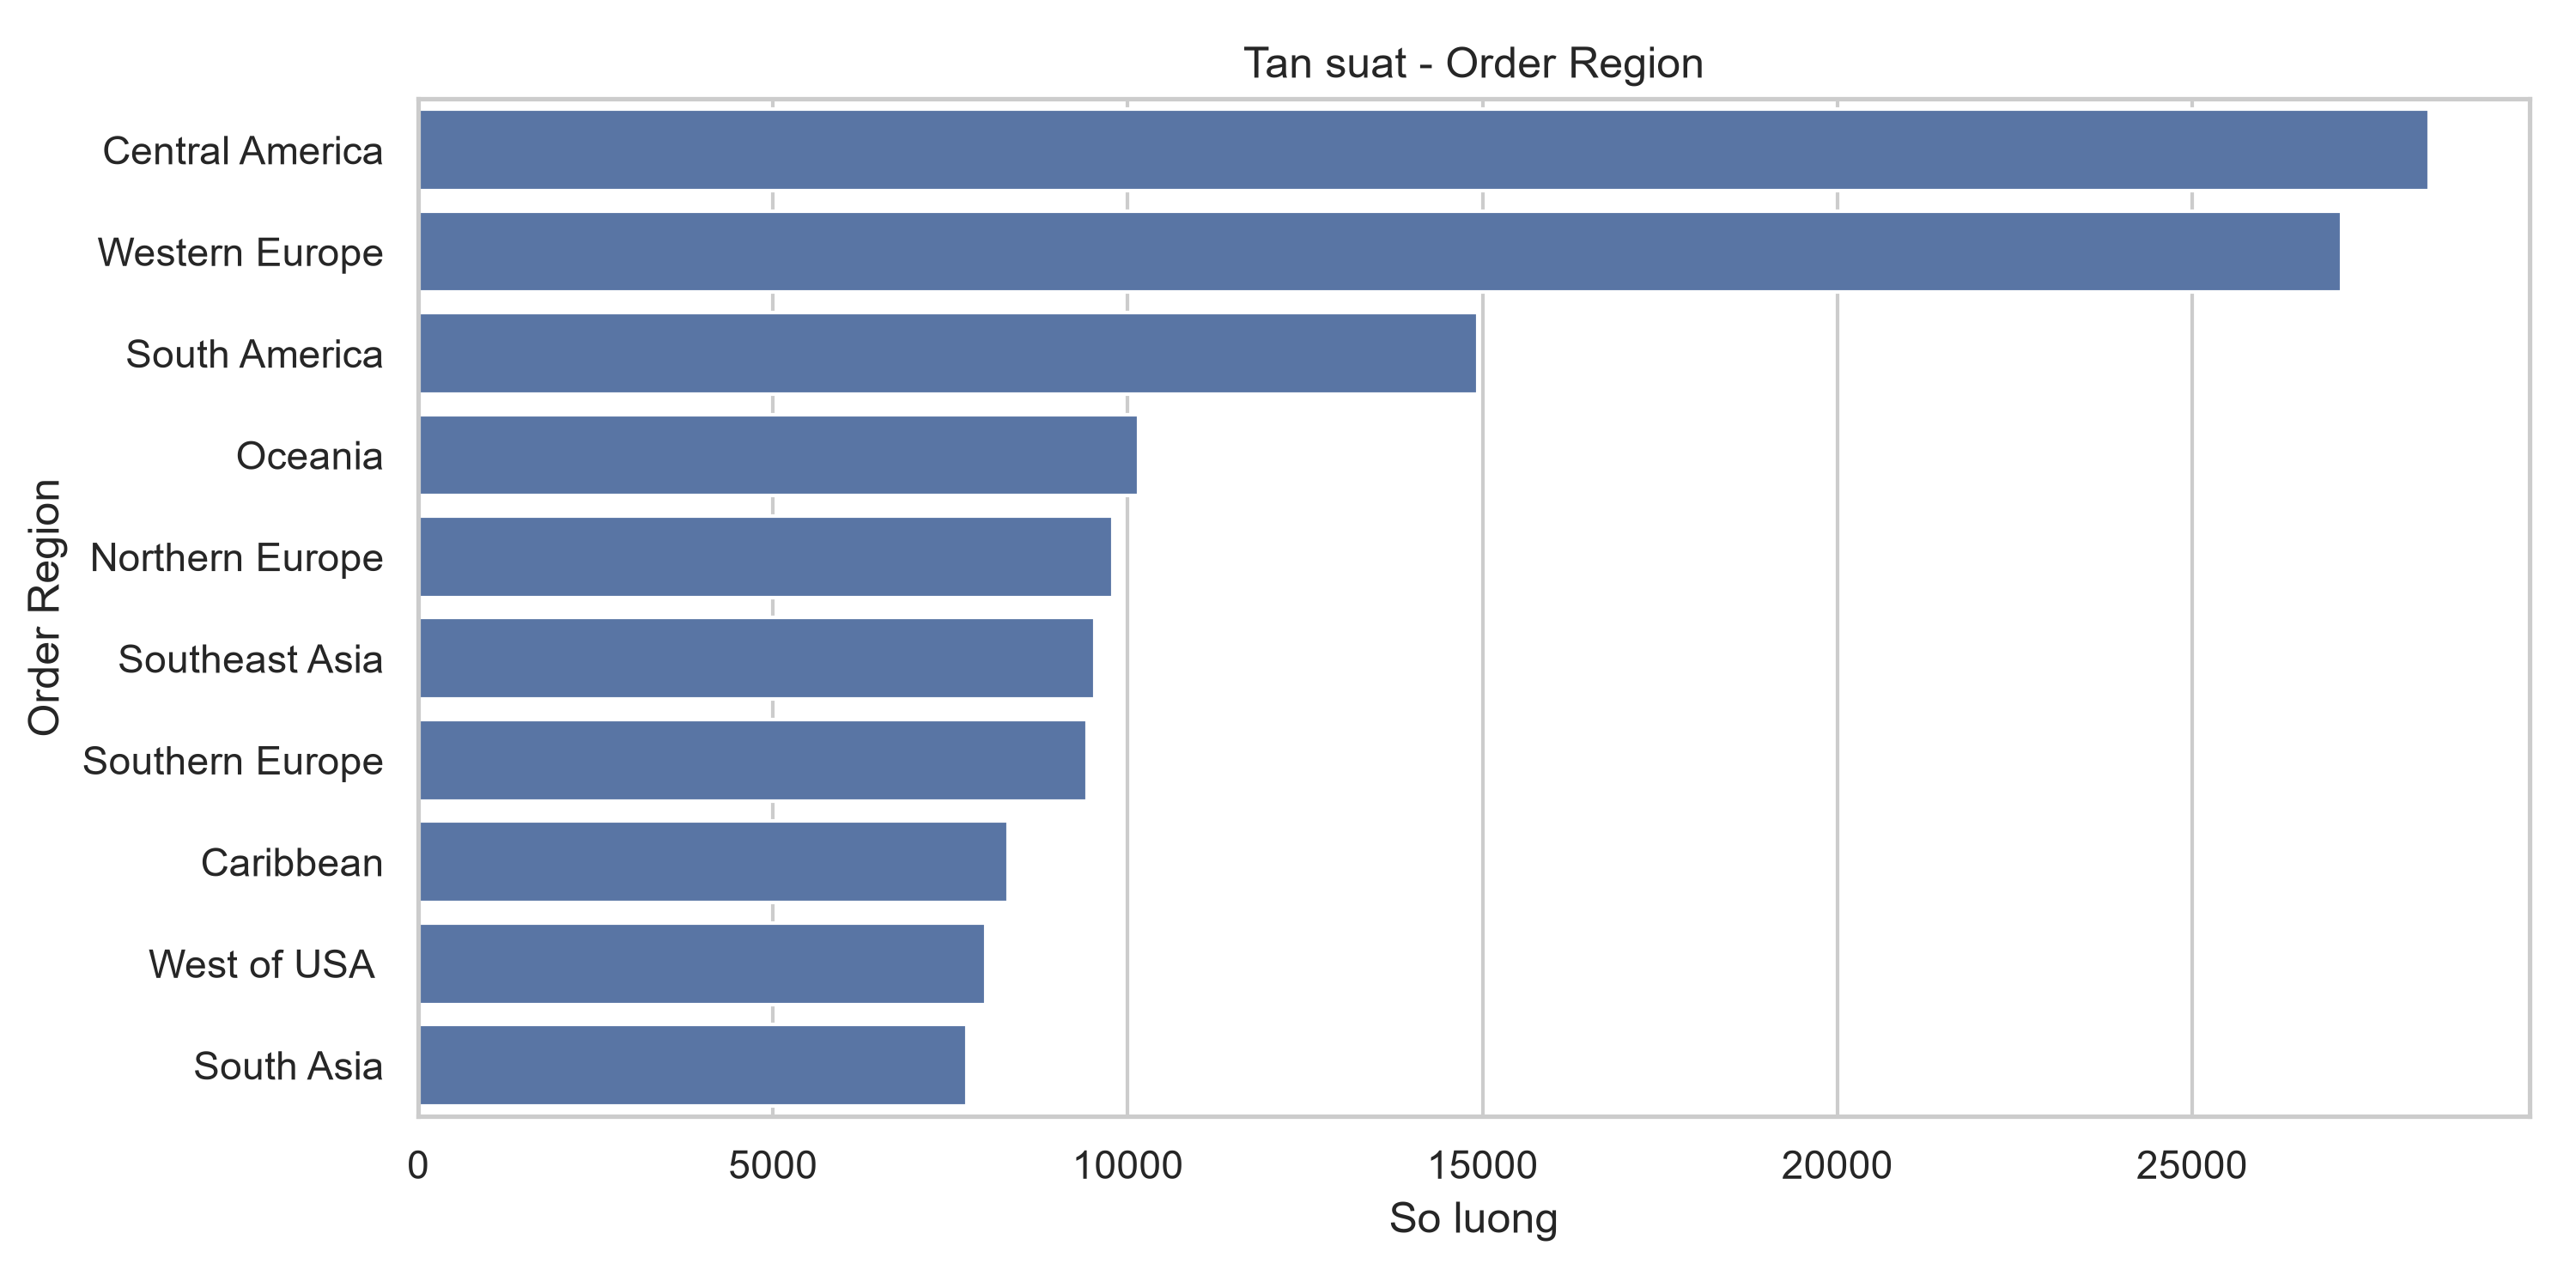 Tan suat - Order Region
Order Region
Central America
Western Europe
South America
Oceania
Northern Europe
Southeast Asia
Southern Europe
Caribbean
West of USA
South Asia
0 5000 10000 15000 20000 25000
So luong